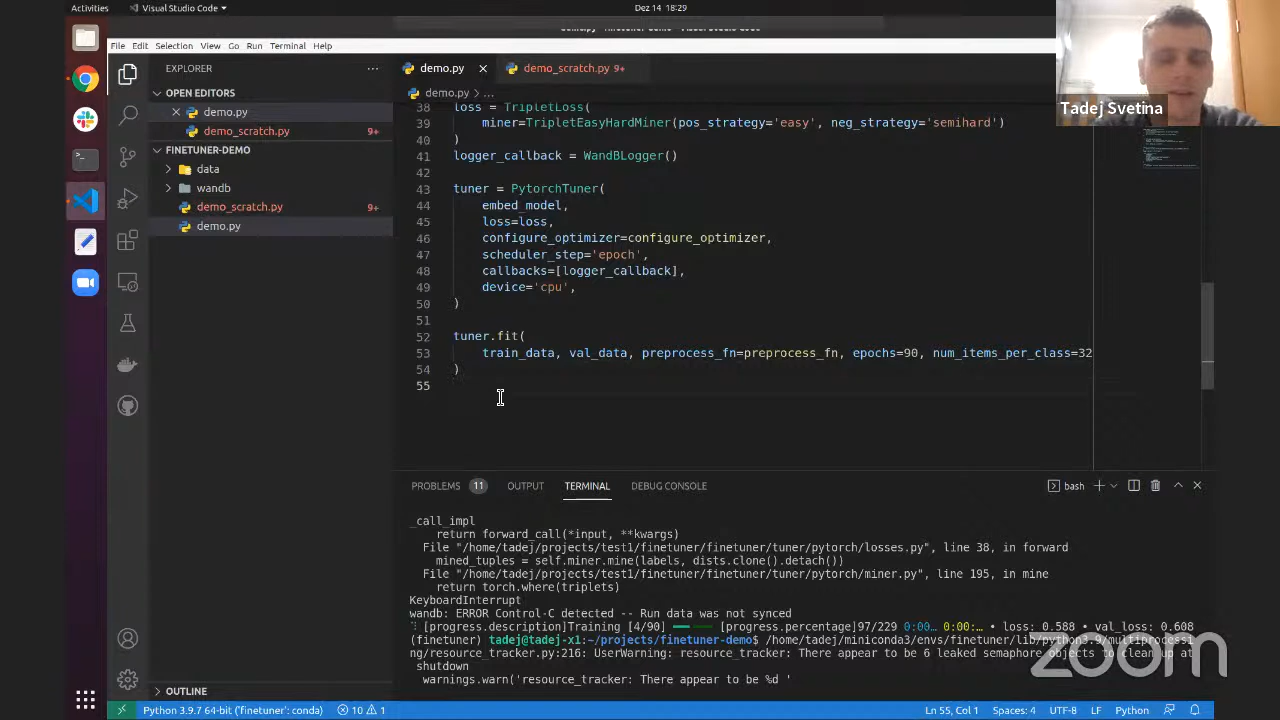 Activities
Visual Studio Code
Dez 14 18:29
File Edit Selection View Go Run Terminal Help
EXPLORER
OPEN EDITORS
demo.py
demo_scratch.py 9+
FINETUNER-DEMO
data
wandb
demo_scratch.py 9+
demo.py
OUTLINE
demo.py
demo_scratch.py 9+
demo.py > ...
38 loss = TripletLoss(
39 miner=TripletEasyHardMiner(pos_strategy='easy', neg_strategy='semihard')
40 )
41 logger_callback = WandBLogger()
42
43 tuner = PytorchTuner(
44 embed_model,
45 loss=loss,
46 configure_optimizer=configure_optimizer,
47 scheduler_step='epoch',
48 callbacks=[logger_callback],
49 device='cpu',
50 )
51
52 tuner.fit(
53 train_data, val_data, preprocess_fn=preprocess_fn, epochs=90, num_items_per_class=32
54 )
55
Tadej Svetina
PROBLEMS 11 OUTPUT TERMINAL DEBUG CONSOLE
bash
_call_impl
return forward_call(*input, **kwargs)
File "/home/tadej/projects/test1/finetuner/finetuner/tuner/pytorch/losses.py", line 38, in forward
mined_tuples = self.miner.mine(labels, dists.clone().detach())
File "/home/tadej/projects/test1/finetuner/finetuner/tuner/pytorch/miner.py", line 195, in mine
return torch.where(triplets)
KeyboardInterrupt
wandb: ERROR Control-C detected -- Run data was not synced
[progress.description]Training [4/90] [progress.percentage]97/229 0:00… 0:00:… • loss: 0.588 • val_loss: 0.608
(finetuner) tadej@tadej-x1:~/projects/finetuner-demo$ /home/tadej/miniconda3/envs/finetuner/lib/python3.9/multiprocessi
ng/resource_tracker.py:216: UserWarning: resource_tracker: There appear to be 6 leaked semaphore objects to clean up at
shutdown
warnings.warn('resource_tracker: There appear to be %d '
zoom
Python 3.9.7 64-bit ('finetuner': conda) 10 1 Ln 55, Col 1 Spaces: 4 UTF-8 LF Python